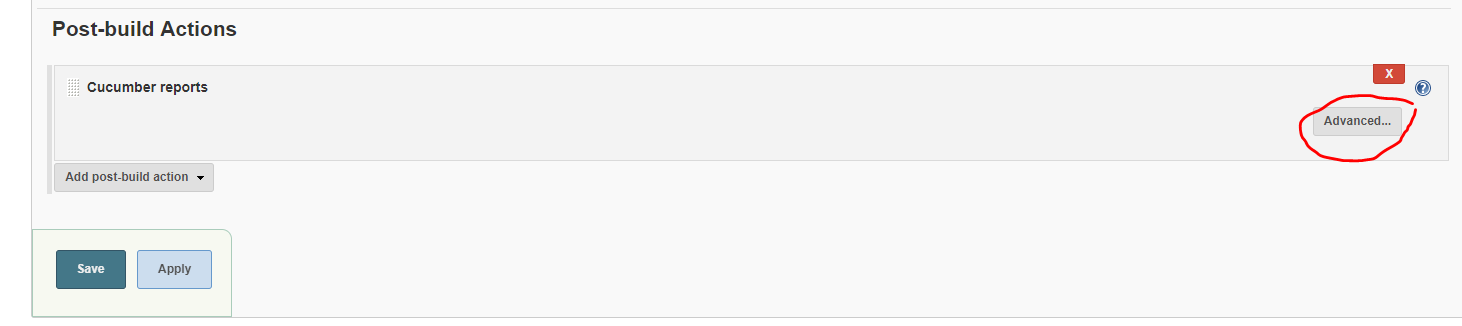 Post-build Actions
Cucumber reports
X
?
Advanced...
Add post-build action
Save Apply